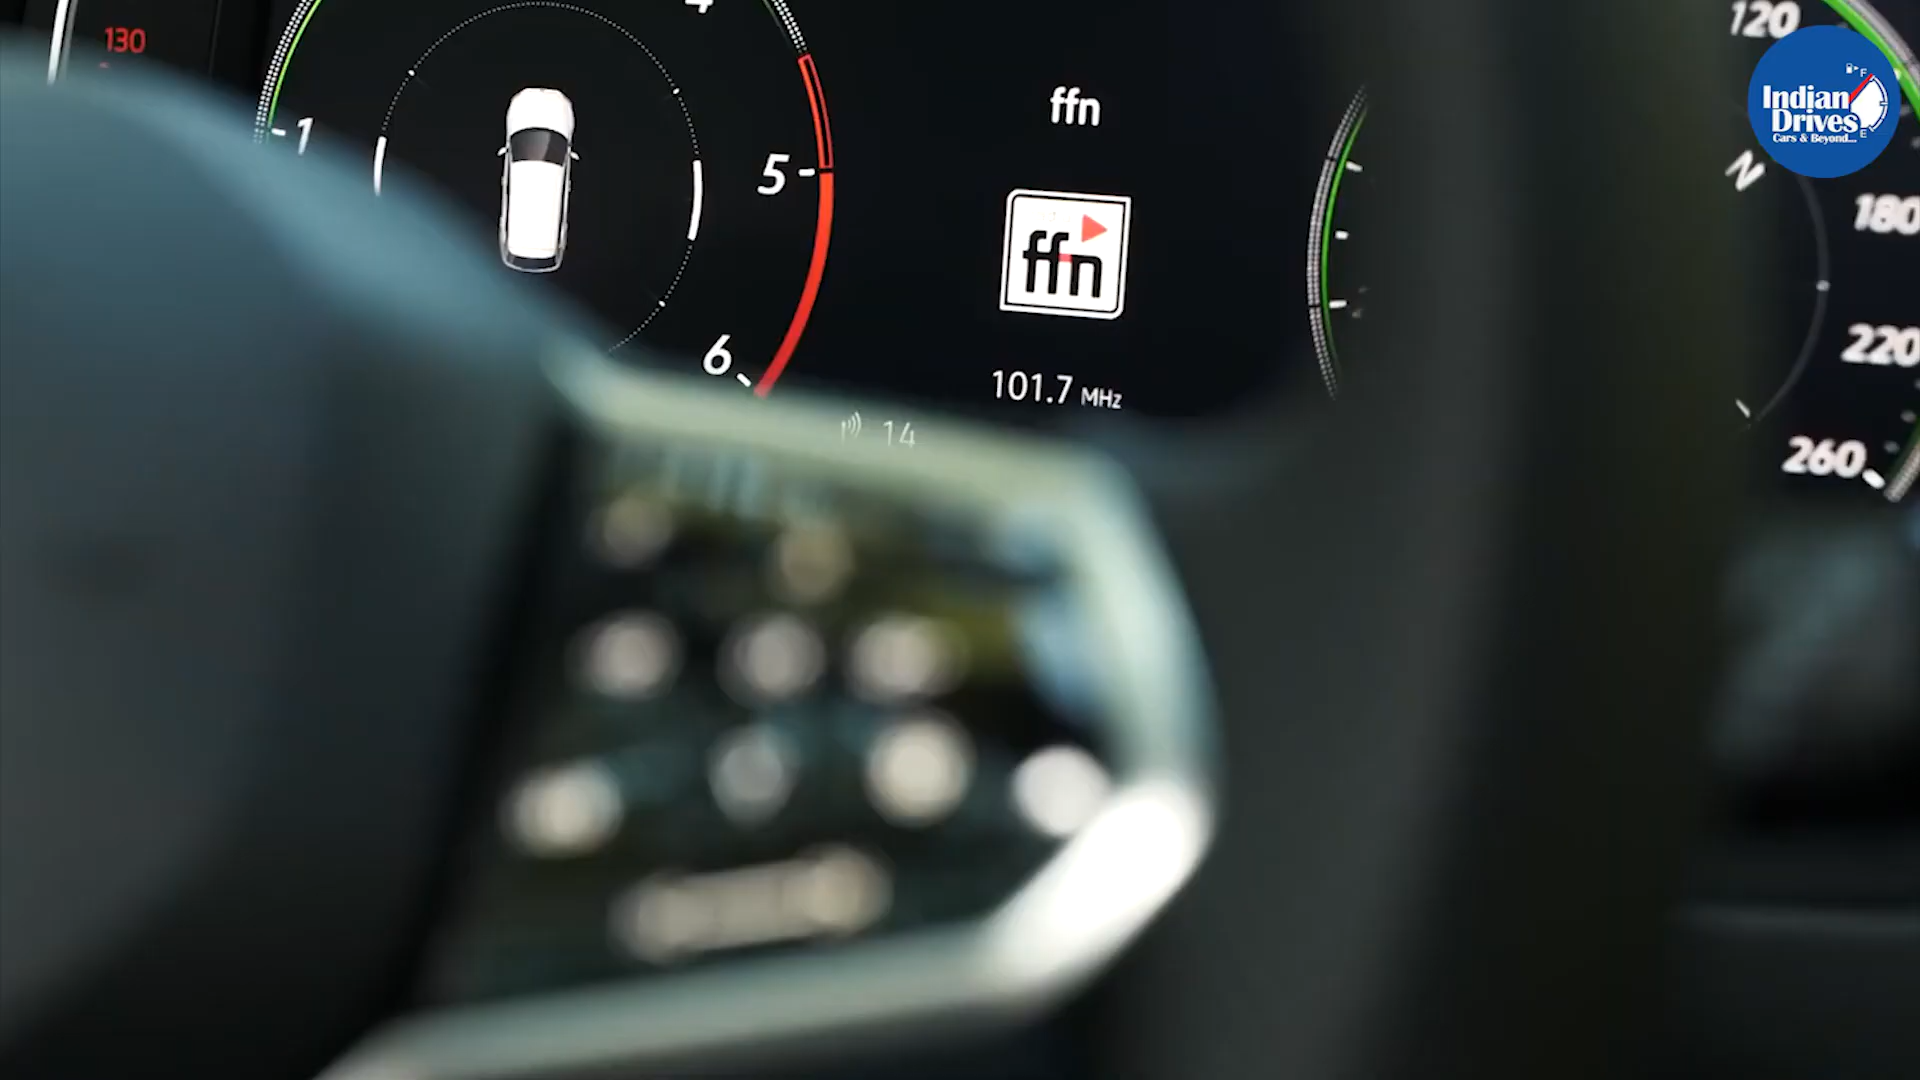 130
4
1
5
6
ffn
ffn
101.7 MHz
14
120
N
180
220
260
Indian
Drives
Cars & Beyond...
F
E